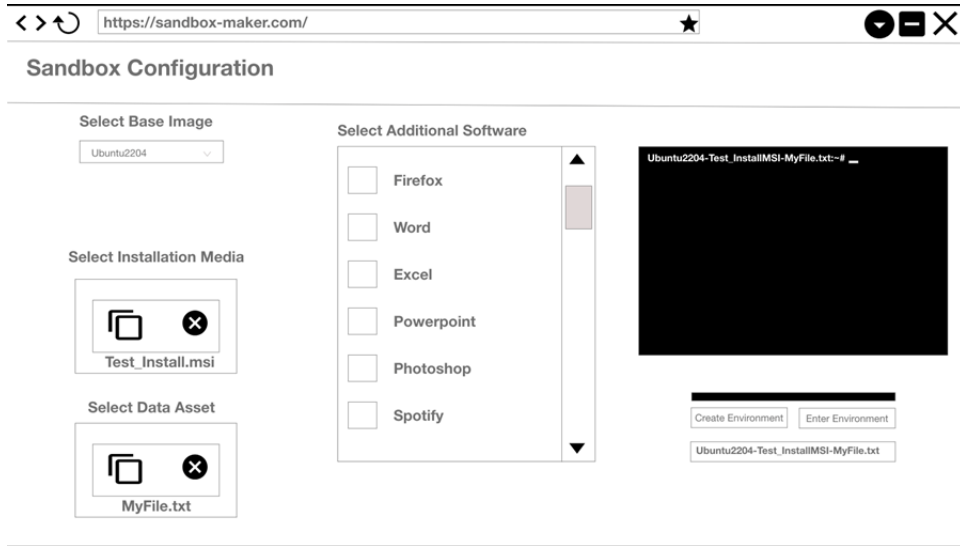 https://sandbox-maker.com/
Sandbox Configuration
Select Base Image
Ubuntu2204
Select Installation Media
Test_Install.msi
Select Data Asset
MyFile.txt
Select Additional Software
Firefox
Word
Excel
Powerpoint
Photoshop
Spotify
Ubuntu2204-Test_InstallMSI-MyFile.txt:~# _
Create Environment
Enter Environment
Ubuntu2204-Test_InstallMSI-MyFile.txt